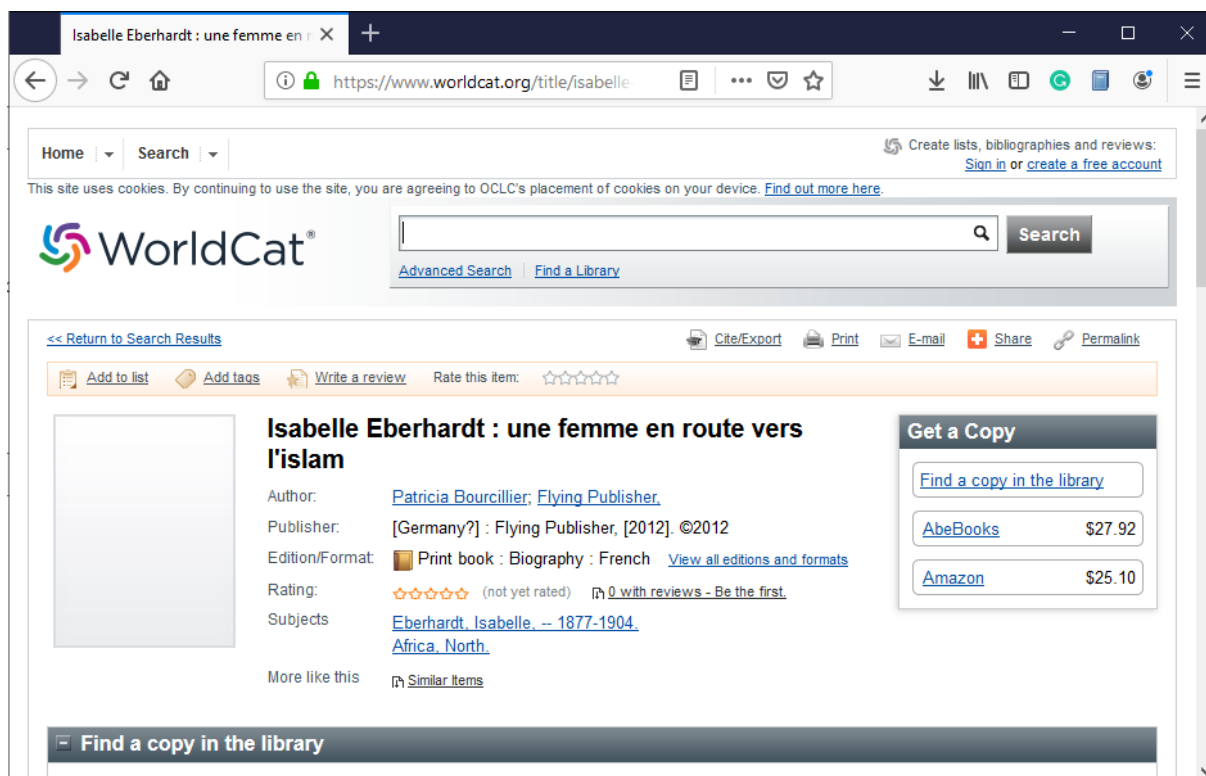 Isabelle Eberhardt : une femme en r
https://www.worldcat.org/title/isabelle-
Home Search
Create lists, bibliographies and reviews:
Sign in or create a free account
This site uses cookies. By continuing to use the site, you are agreeing to OCLC's placement of cookies on your device. Find out more here.
WorldCat®
Search
Advanced Search Find a Library
<< Return to Search Results
Cite/Export Print E-mail Share Permalink
Add to list Add tags Write a review Rate this item:
Isabelle Eberhardt : une femme en route vers
l'islam
Author: Patricia Bourcillier; Flying Publisher,
Publisher: [Germany?] : Flying Publisher, [2012]. ©2012
Edition/Format: Print book : Biography : French View all editions and formats
Rating: (not yet rated) 0 with reviews - Be the first.
Subjects Eberhardt, Isabelle, -- 1877-1904.
Africa, North.
More like this Similar Items
Get a Copy
Find a copy in the library
AbeBooks $27.92
Amazon $25.10
Find a copy in the library